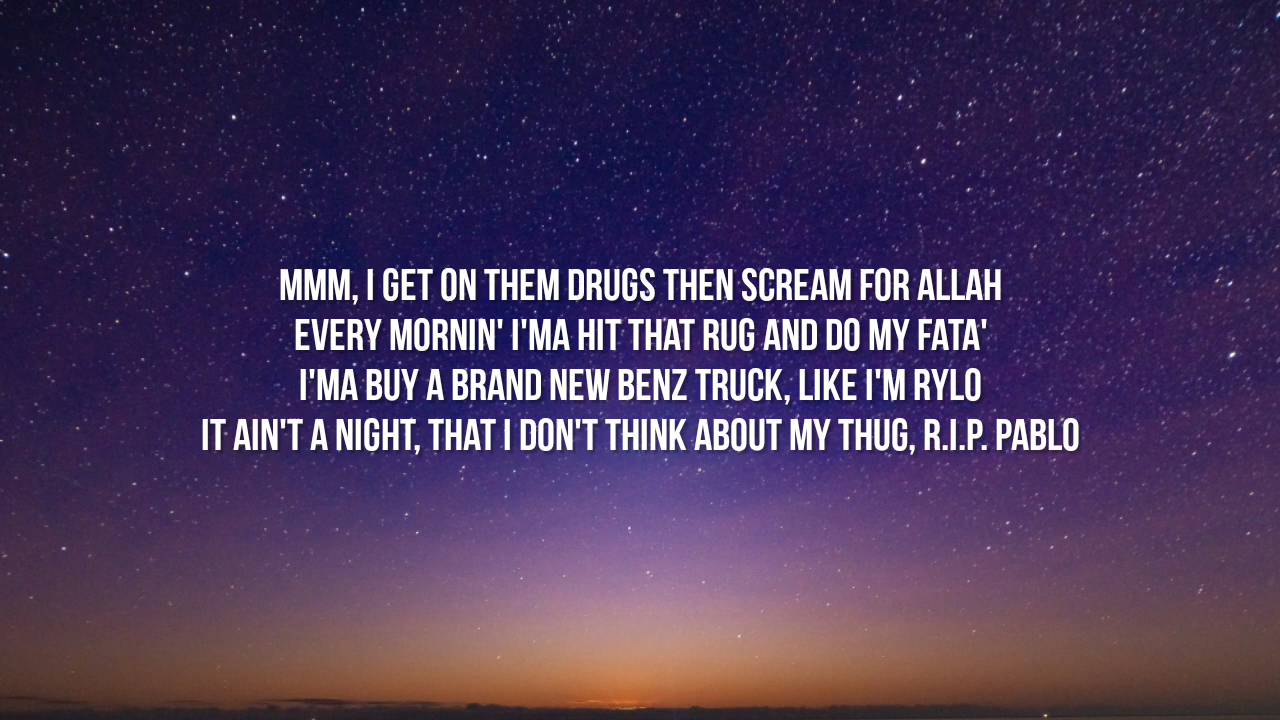 MMM, I GET ON THEM DRUGS THEN SCREAM FOR ALLAH
EVERY MORNIN' I'MA HIT THAT RUG AND DO MY FATA'
I'MA BUY A BRAND NEW BENZ TRUCK, LIKE I'M RYLO
IT AIN'T A NIGHT, THAT I DON'T THINK ABOUT MY THUG, R.I.P. PABLO